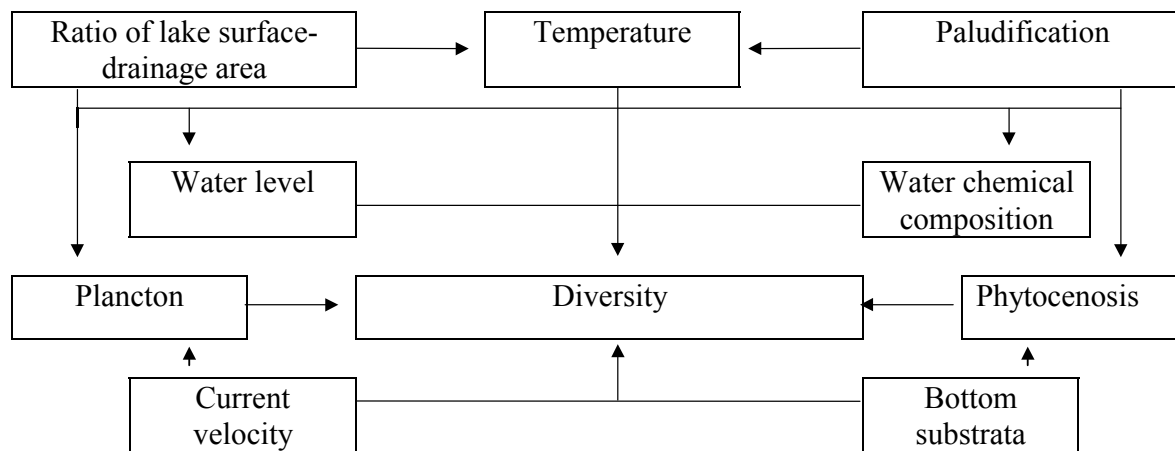 Ratio of lake surface-
drainage area
Temperature
Paludification
Water level
Water chemical
composition
Plancton
Diversity
Phytocenosis
Current
velocity
Bottom
substrata